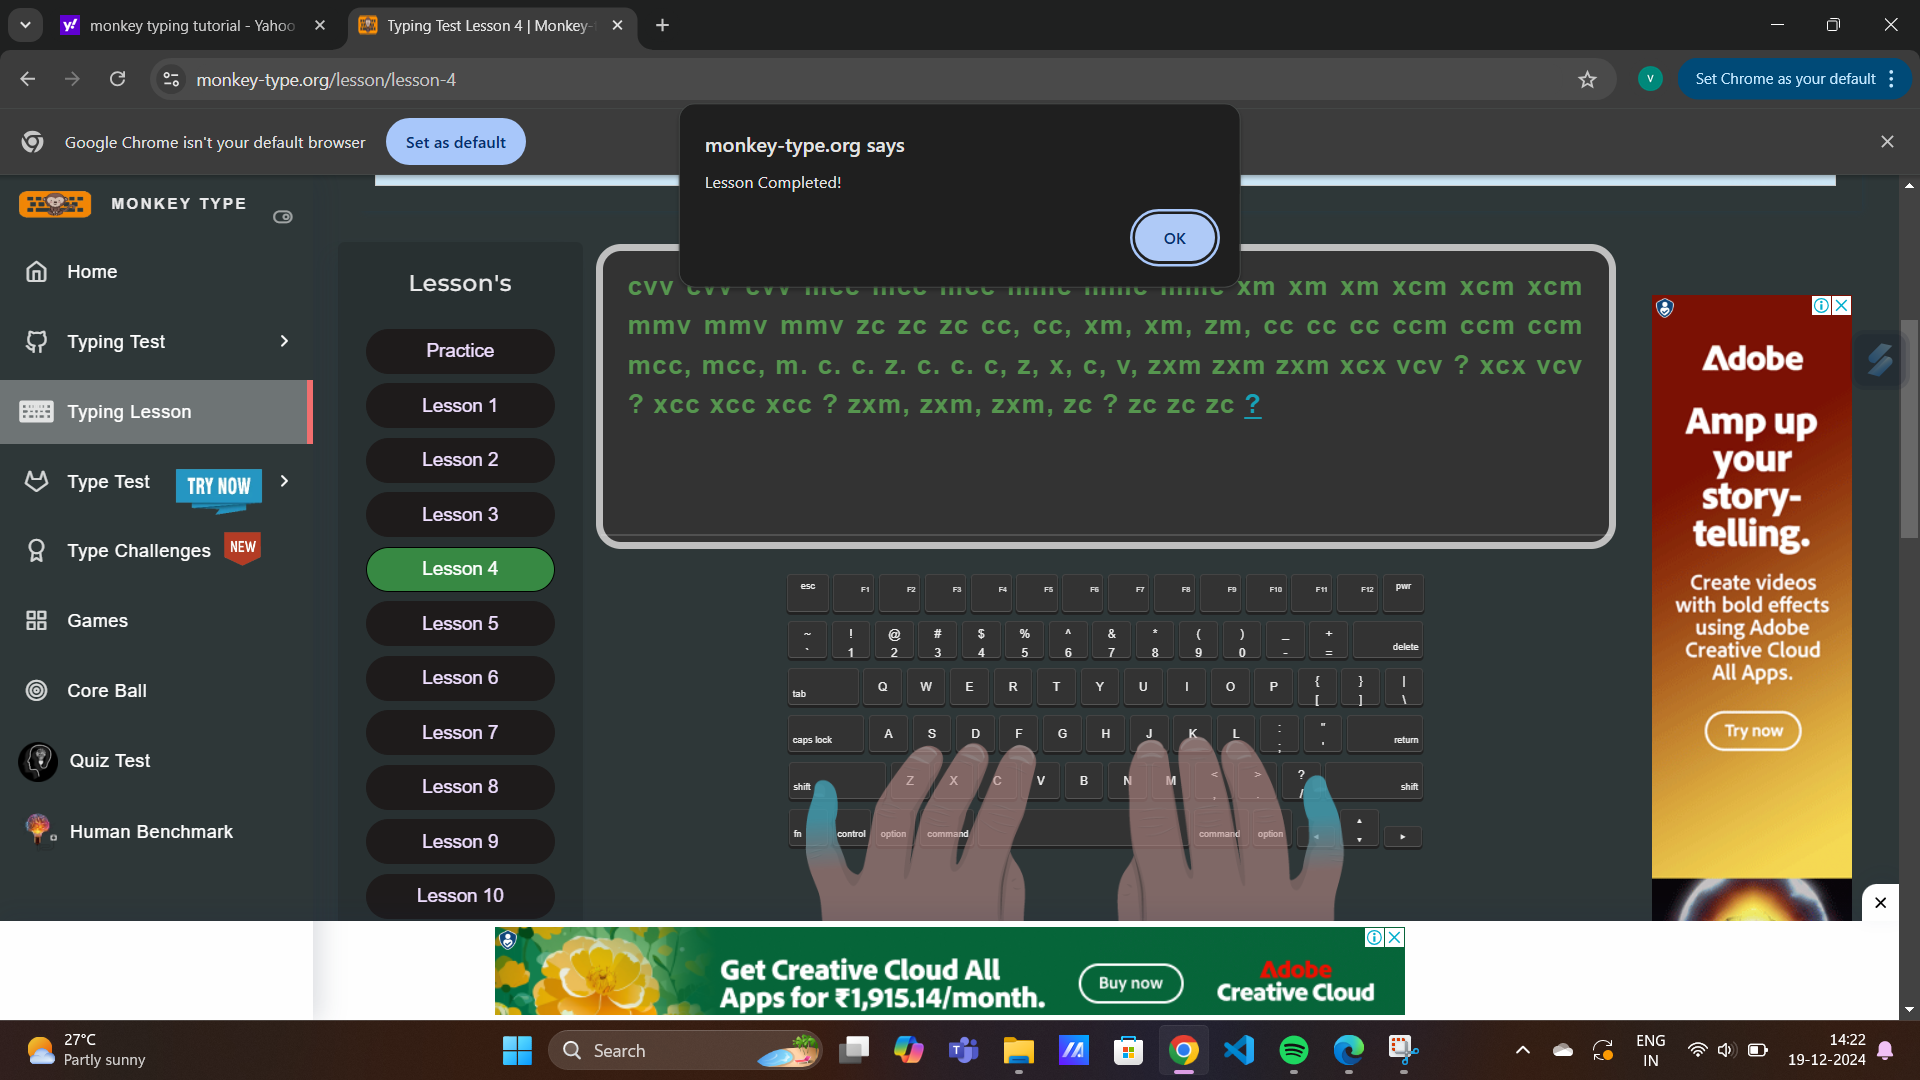 monkey typing tutorial - Yahoo
Typing Test Lesson 4 | Monkey-
monkey-type.org/lesson/lesson-4
V
Set Chrome as your default
Google Chrome isn't your default browser
Set as default
monkey-type.org says
Lesson Completed!
OK
MONKEY TYPE
Home
Typing Test
Typing Lesson
Type Test
TRY NOW
Type Challenges
NEW
Games
Core Ball
Quiz Test
Human Benchmark
Lesson's
Practice
Lesson 1
Lesson 2
Lesson 3
Lesson 4
Lesson 5
Lesson 6
Lesson 7
Lesson 8
Lesson 9
Lesson 10
cvv cvv cvv mcc mcc mcc mmc mmc mmc xm xm xm xcm xcm xcm
mmv mmv mmv zc zc zc cc, cc, xm, xm, zm, cc cc cc ccm ccm ccm
mcc, mcc, m. c. c. z. c. c. c, z, x, c, v, zxm zxm zxm xcx vcv ? xcx vcv
? xcc xcc xcc ? zxm, zxm, zxm, zc ? zc zc zc ?
esc F1 F2 F3 F4 F5 F6 F7 F8 F9 F10 F11 F12 pwr
~ ! @ # $ % ^ & * ( ) _ +
` 1 2 3 4 5 6 7 8 9 0 - = delete
tab Q W E R T Y U I O P { [ } ] | \
caps lock A S D F G H J K L : ; " ' return
shift Z X C V B N M < , > . ? / shift
fn control option command command option
Adobe
Amp up
your
story-
telling.
Create videos
with bold effects
using Adobe
Creative Cloud
All Apps.
Try now
Get Creative Cloud All
Apps for ₹1,915.14/month.
Buy now
Adobe
Creative Cloud
27°C
Partly sunny
Search
ENG
IN
14:22
19-12-2024